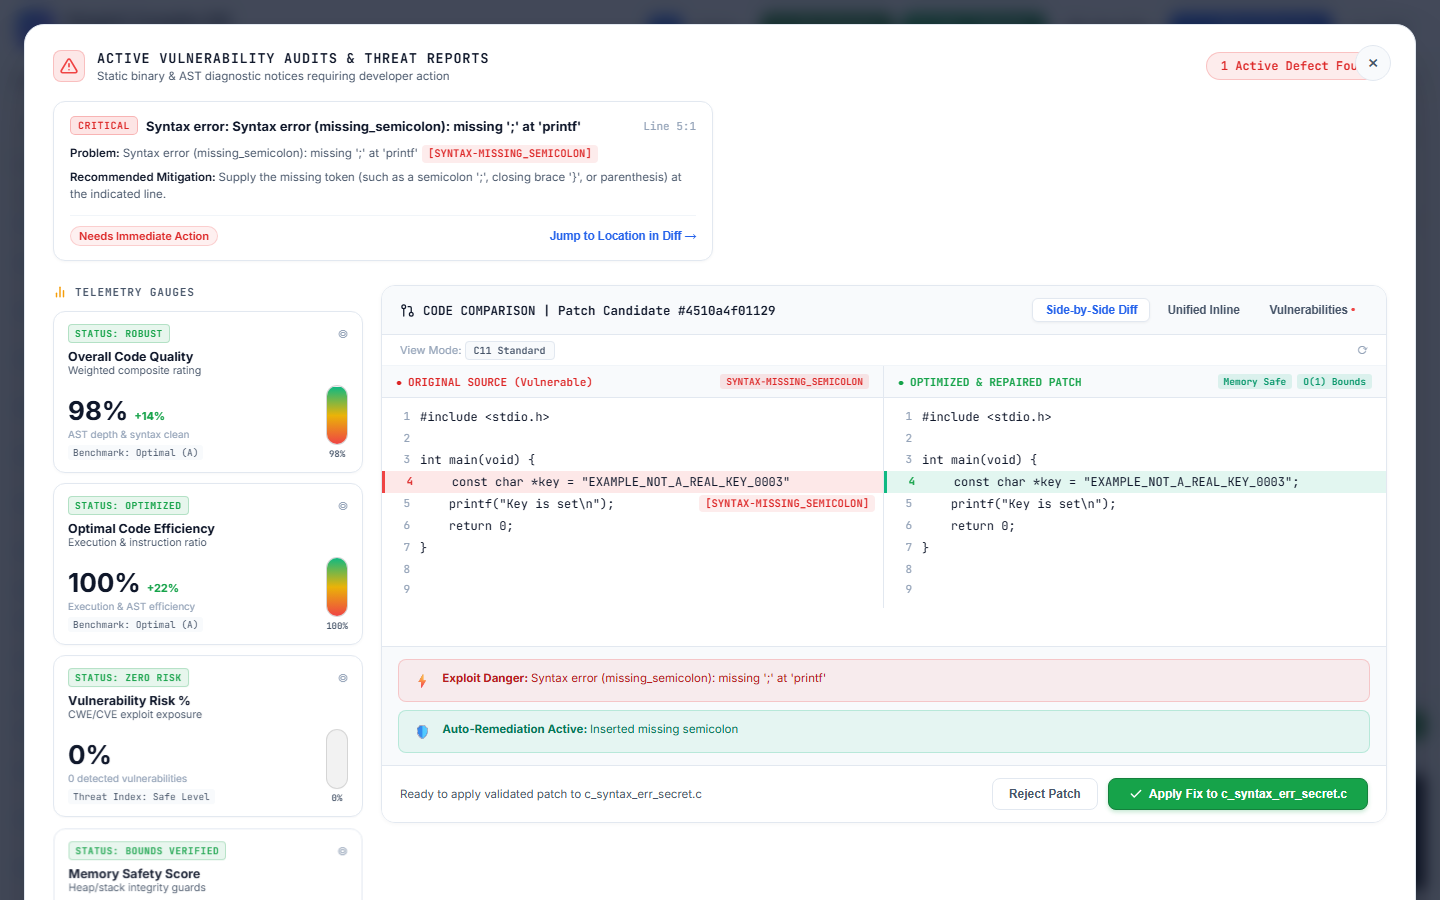 ACTIVE VULNERABILITY AUDITS & THREAT REPORTS
Static binary & AST diagnostic notices requiring developer action
1 Active Defect Fou
×
CRITICAL Syntax error: Syntax error (missing_semicolon): missing ';' at 'printf' Line 5:1
Problem: Syntax error (missing_semicolon): missing ';' at 'printf' [SYNTAX-MISSING_SEMICOLON]
Recommended Mitigation: Supply the missing token (such as a semicolon ';', closing brace '}', or parenthesis) at
the indicated line.
Needs Immediate Action Jump to Location in Diff →
TELEMETRY GAUGES
STATUS: ROBUST
Overall Code Quality
Weighted composite rating
98% +14%
AST depth & syntax clean
Benchmark: Optimal (A)
98%
STATUS: OPTIMIZED
Optimal Code Efficiency
Execution & instruction ratio
100% +22%
Execution & AST efficiency
Benchmark: Optimal (A)
100%
STATUS: ZERO RISK
Vulnerability Risk %
CWE/CVE exploit exposure
0%
0 detected vulnerabilities
Threat Index: Safe Level
0%
STATUS: BOUNDS VERIFIED
Memory Safety Score
Heap/stack integrity guards
CODE COMPARISON | Patch Candidate #4510a4f01129
Side-by-Side Diff Unified Inline Vulnerabilities •
View Mode: C11 Standard
● ORIGINAL SOURCE (Vulnerable) SYNTAX-MISSING_SEMICOLON
1 #include <stdio.h>
2
3 int main(void) {
4 const char *key = "EXAMPLE_NOT_A_REAL_KEY_0003"
5 printf("Key is set\n"); [SYNTAX-MISSING_SEMICOLON]
6 return 0;
7 }
8
9
● OPTIMIZED & REPAIRED PATCH Memory Safe O(1) Bounds
1 #include <stdio.h>
2
3 int main(void) {
4 const char *key = "EXAMPLE_NOT_A_REAL_KEY_0003";
5 printf("Key is set\n");
6 return 0;
7 }
8
9
Exploit Danger: Syntax error (missing_semicolon): missing ';' at 'printf'
Auto-Remediation Active: Inserted missing semicolon
Ready to apply validated patch to c_syntax_err_secret.c
Reject Patch
✓ Apply Fix to c_syntax_err_secret.c